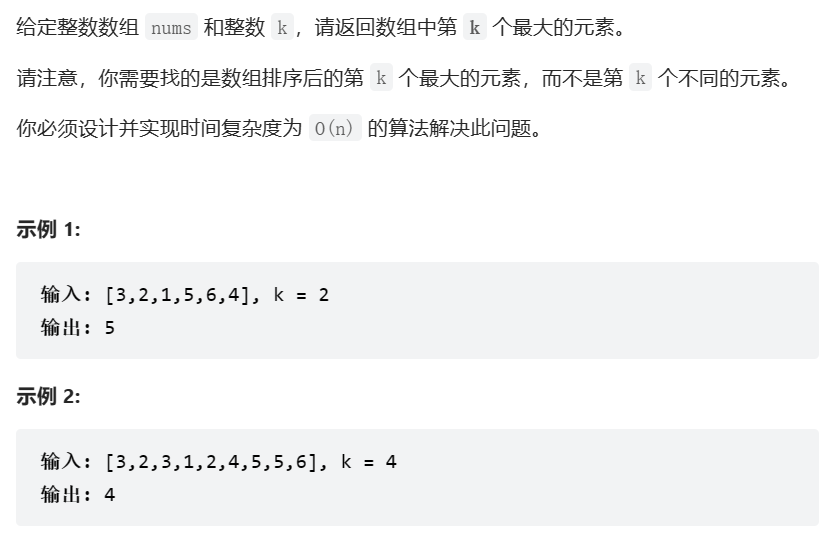 给定整数数组 nums 和整数 k，请返回数组中第 k 个最大的元素。
请注意，你需要找的是数组排序后的第 k 个最大的元素，而不是第 k 个不同的元素。
你必须设计并实现时间复杂度为 O(n) 的算法解决此问题。
示例 1:
输入: [3,2,1,5,6,4], k = 2
输出: 5
示例 2:
输入: [3,2,3,1,2,4,5,5,6], k = 4
输出: 4